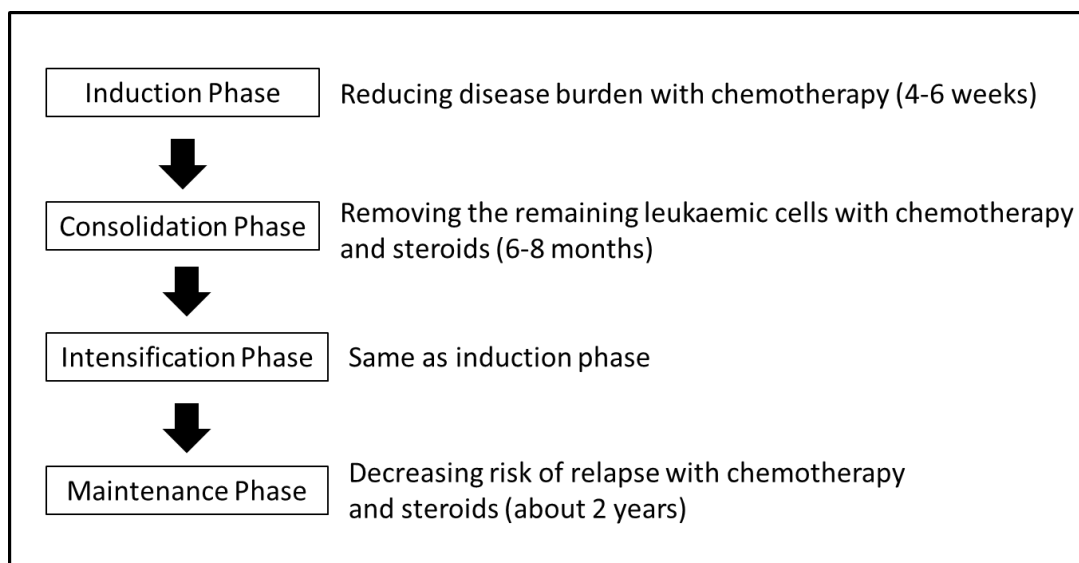 Induction Phase
Reducing disease burden with chemotherapy (4-6 weeks)
Consolidation Phase
Removing the remaining leukaemic cells with chemotherapy
and steroids (6-8 months)
Intensification Phase
Same as induction phase
Maintenance Phase
Decreasing risk of relapse with chemotherapy
and steroids (about 2 years)